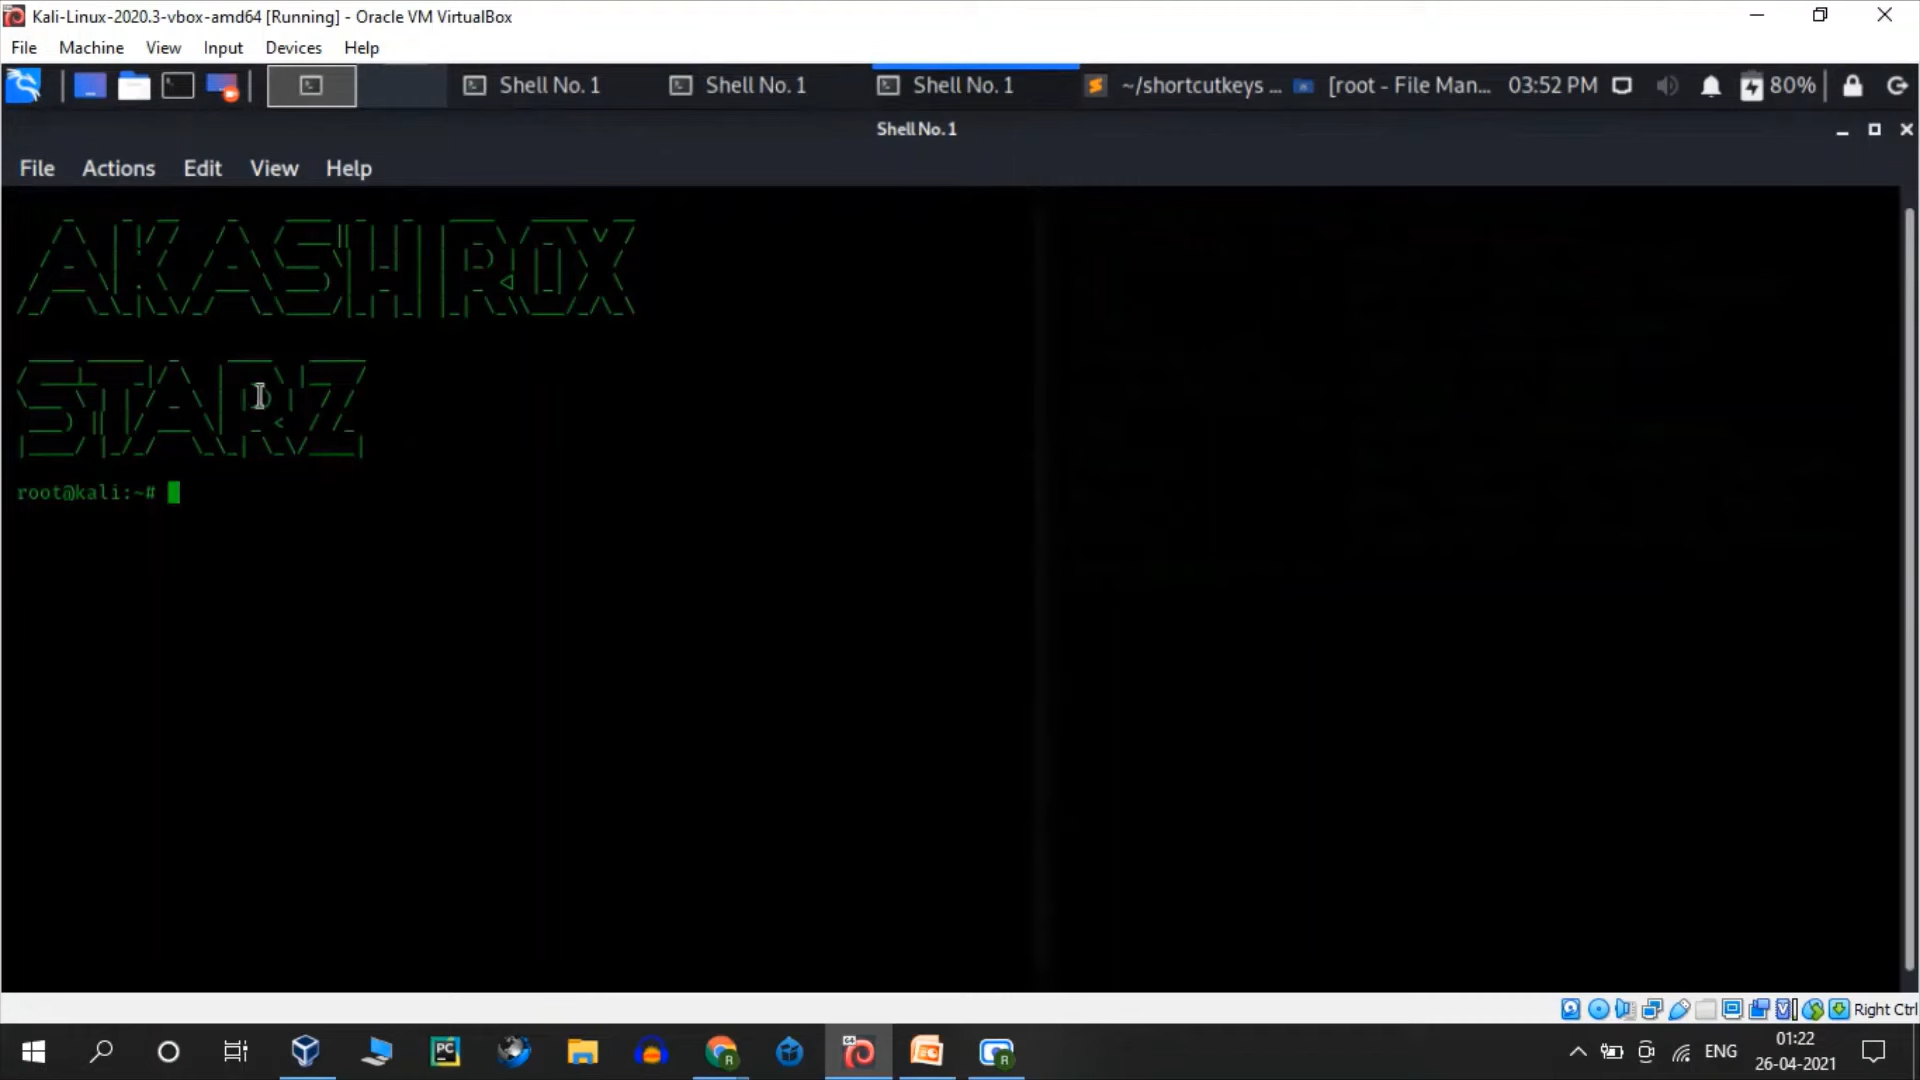 Kali-Linux-2020.3-vbox-amd64 [Running] - Oracle VM VirtualBox
File Machine View Input Devices Help
Shell No. 1 Shell No. 1 Shell No. 1 ~/shortcutkeys ... [root - File Man... 03:52 PM 80%
Shell No. 1
File Actions Edit View Help
AKASH ROX
STARZ
root@kali:~#
Right Ctrl
ENG
01:22
26-04-2021